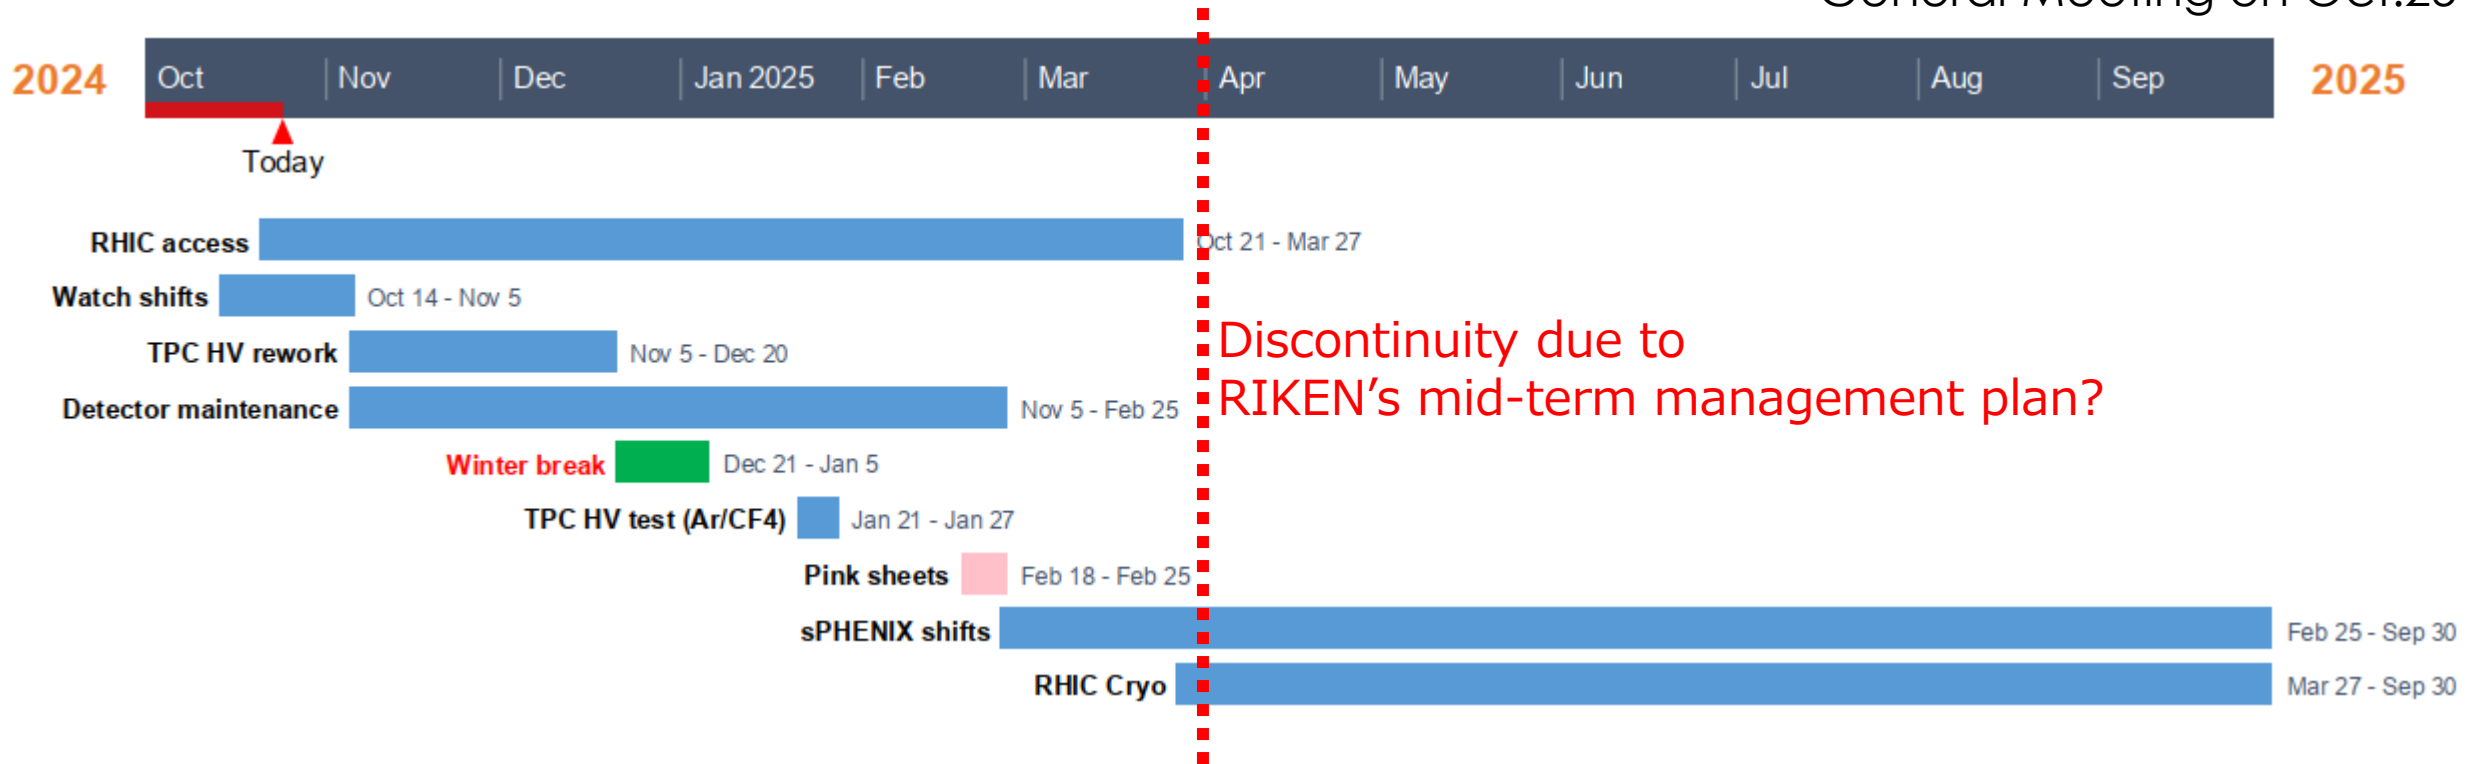 General Meeting on Oct.
2024 Oct Nov Dec Jan 2025 Feb Mar Apr May Jun Jul Aug Sep 2025
Today
RHIC access Oct 21 - Mar 27
Watch shifts Oct 14 - Nov 5
TPC HV rework Nov 5 - Dec 20
Discontinuity due to
RIKEN’s mid-term management plan?
Detector maintenance Nov 5 - Feb 25
Winter break Dec 21 - Jan 5
TPC HV test (Ar/CF4) Jan 21 - Jan 27
Pink sheets Feb 18 - Feb 25
sPHENIX shifts Feb 25 - Sep 30
RHIC Cryo Mar 27 - Sep 30